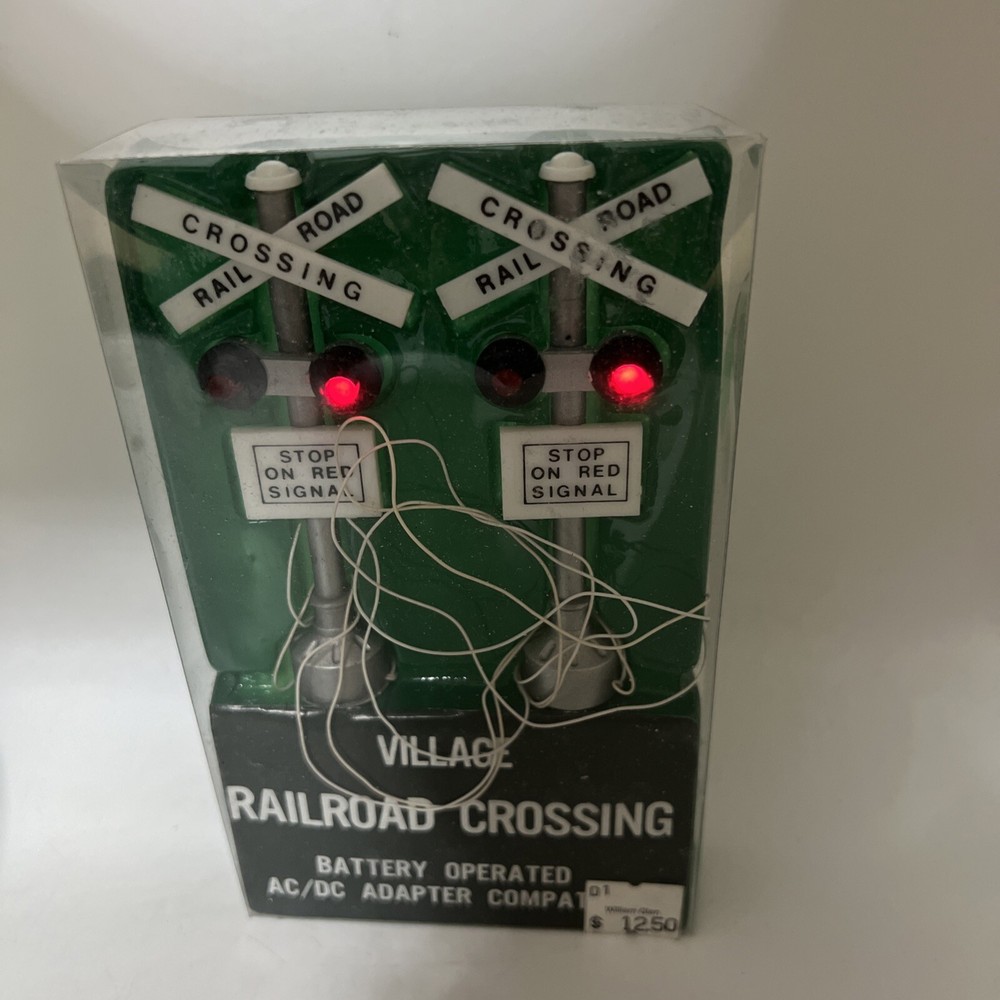 CROSSING
RAIL ROAD
CROSSING
RAIL ROAD
STOP
ON RED
SIGNAL
STOP
ON RED
SIGNAL
VILLAGE
RAILROAD CROSSING
BATTERY OPERATED
AC/DC ADAPTER COMPAT
01
$ 12.50